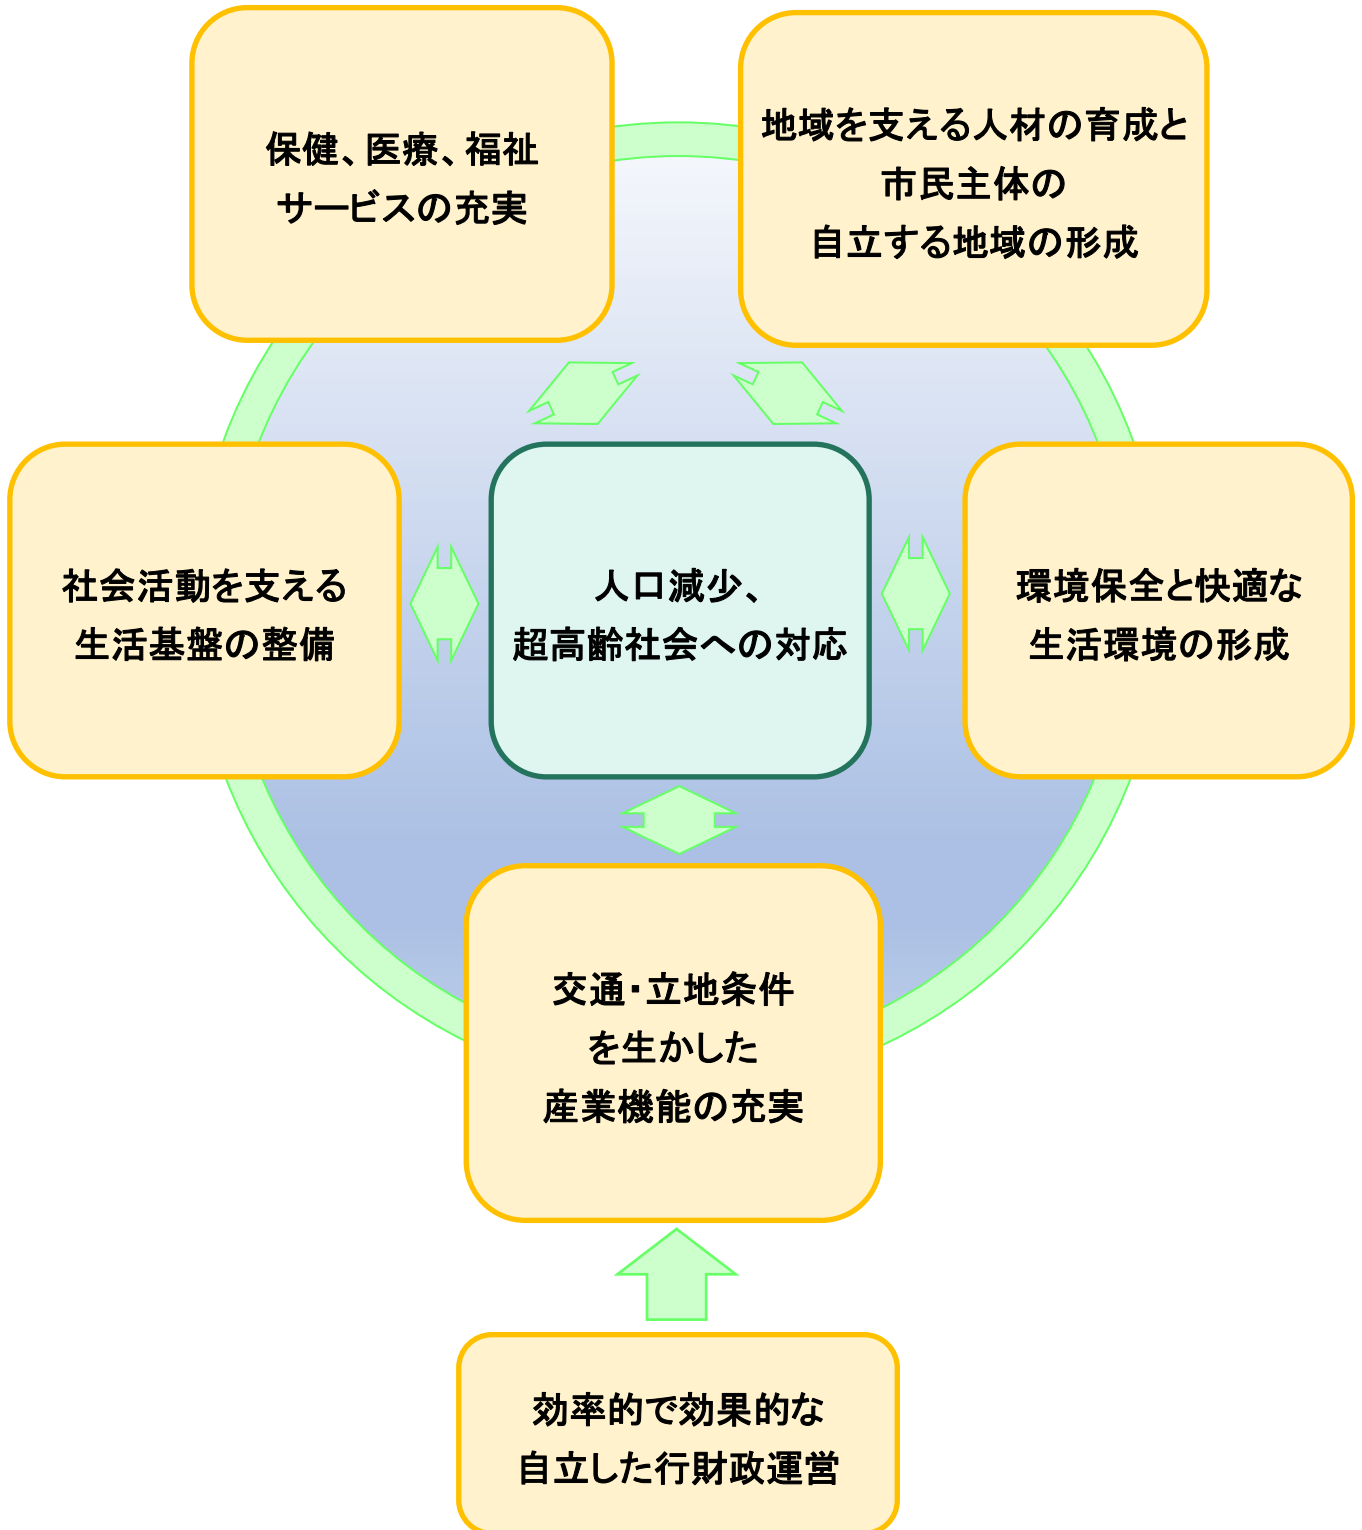 保健、医療、福祉
サービスの充実
地域を支える人材の育成と
市民主体の
自立する地域の形成
社会活動を支える
生活基盤の整備
人口減少、
超高齢社会への対応
環境保全と快適な
生活環境の形成
交通・立地条件
を生かした
産業機能の充実
効率的で効果的な
自立した行財政運営